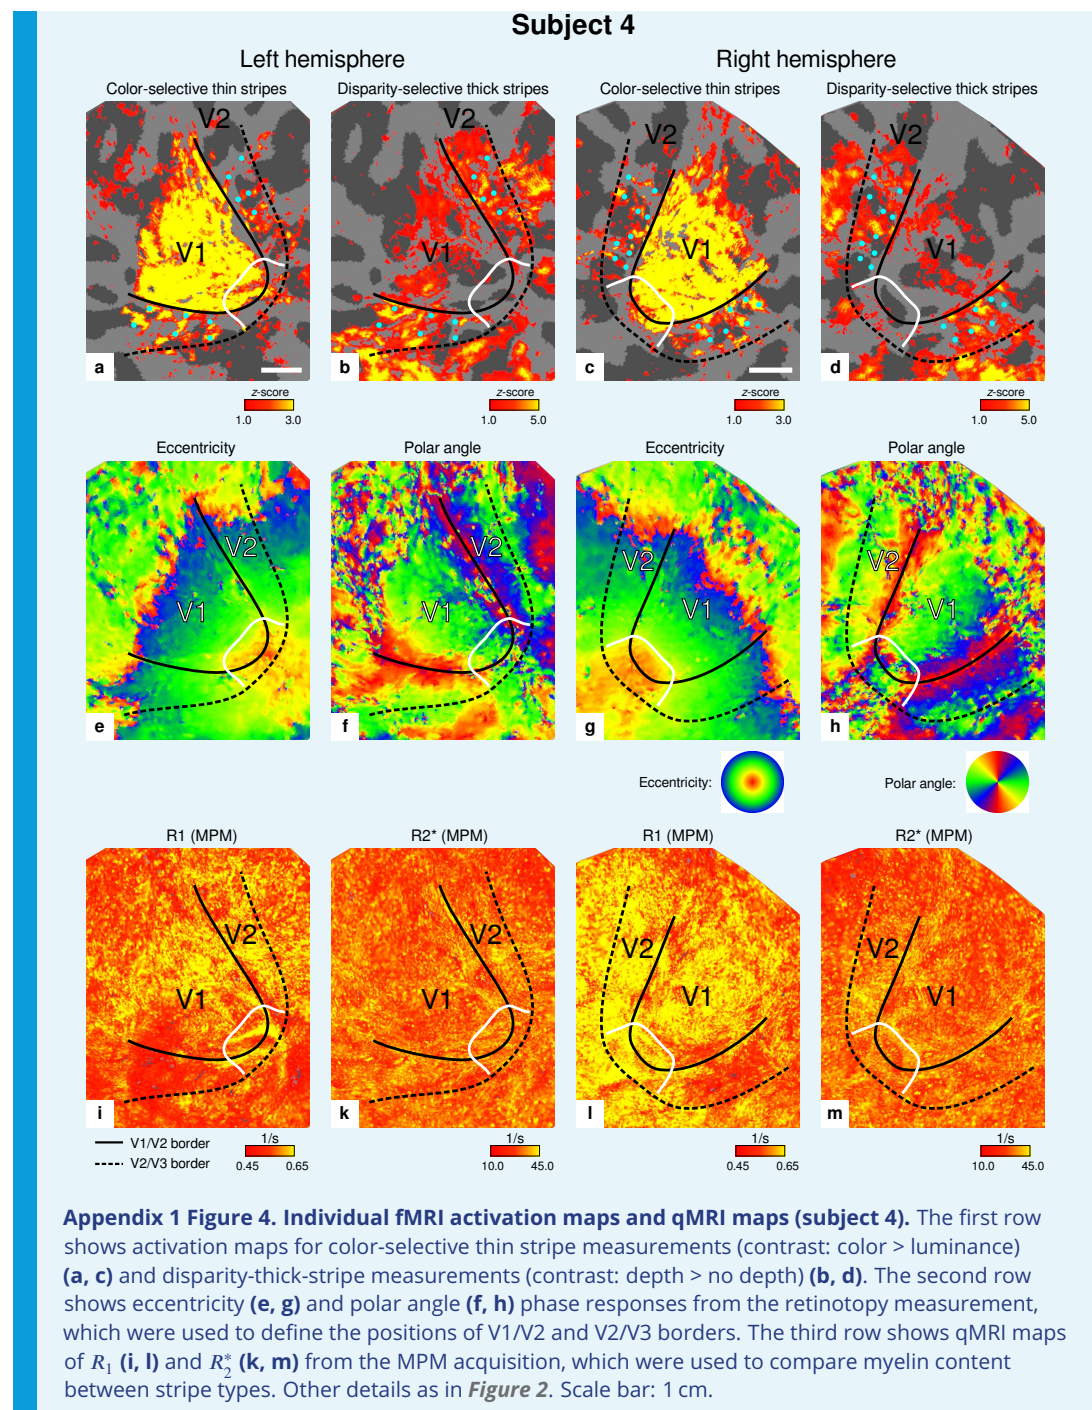 Subject 4
Left hemisphere Right hemisphere
Color-selective thin stripes Disparity-selective thick stripes Color-selective thin stripes Disparity-selective thick stripes
V2 V2 V2 V2
V1 V1 V1 V1
a b c d
z-score z-score z-score z-score
1.0 3.0 1.0 5.0 1.0 3.0 1.0 5.0
Eccentricity Polar angle Eccentricity Polar angle
V2 V2 V2 V2
V1 V1 V1 V1
e f g h
Eccentricity: Polar angle:
R1 (MPM) R2* (MPM) R1 (MPM) R2* (MPM)
V2 V2 V2 V2
V1 V1 V1 V1
i k l m
V1/V2 border 1/s 1/s 1/s 1/s
V2/V3 border 0.45 0.65 10.0 45.0 0.45 0.65 10.0 45.0
Appendix 1 Figure 4. Individual fMRI activation maps and qMRI maps (subject 4). The first row
shows activation maps for color-selective thin stripe measurements (contrast: color > luminance)
(a, c) and disparity-thick-stripe measurements (contrast: depth > no depth) (b, d). The second row
shows eccentricity (e, g) and polar angle (f, h) phase responses from the retinotopy measurement,
which were used to define the positions of V1/V2 and V2/V3 borders. The third row shows qMRI maps
of R₁ (i, l) and R₂* (k, m) from the MPM acquisition, which were used to compare myelin content
between stripe types. Other details as in Figure 2. Scale bar: 1 cm.